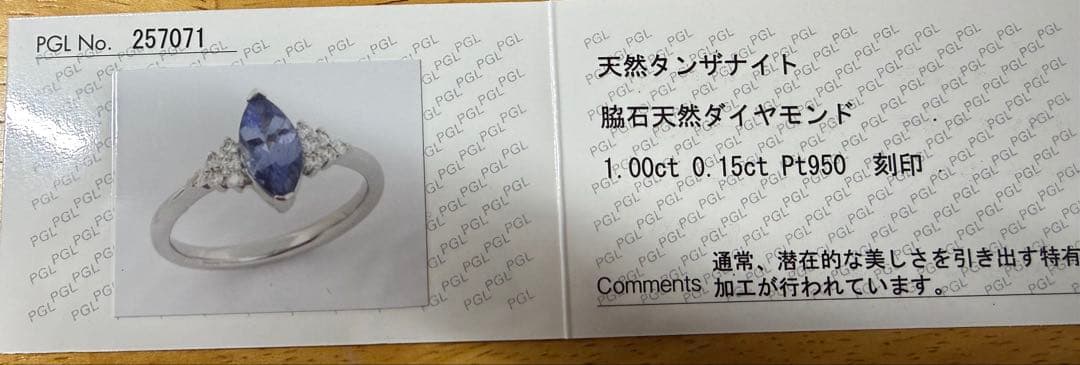 PGL No. 257071
天然タンザナイト
脇石天然ダイヤモンド
1.00ct 0.15ct Pt950 刻印
Comments 通常、潜在的な美しさを引き出す特有
加工が行われています。